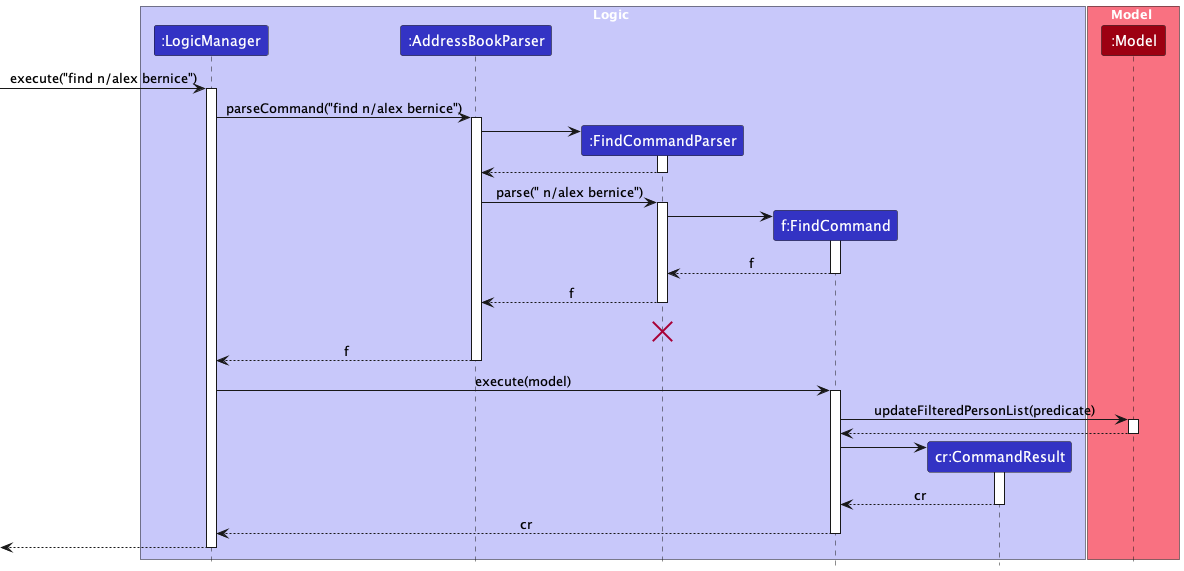 Logic
Model
:LogicManager
:AddressBookParser
:Model
execute("find n/alex bernice")
parseCommand("find n/alex bernice")
:FindCommandParser
parse(" n/alex bernice")
f:FindCommand
f
f
f
execute(model)
updateFilteredPersonList(predicate)
cr:CommandResult
cr
cr